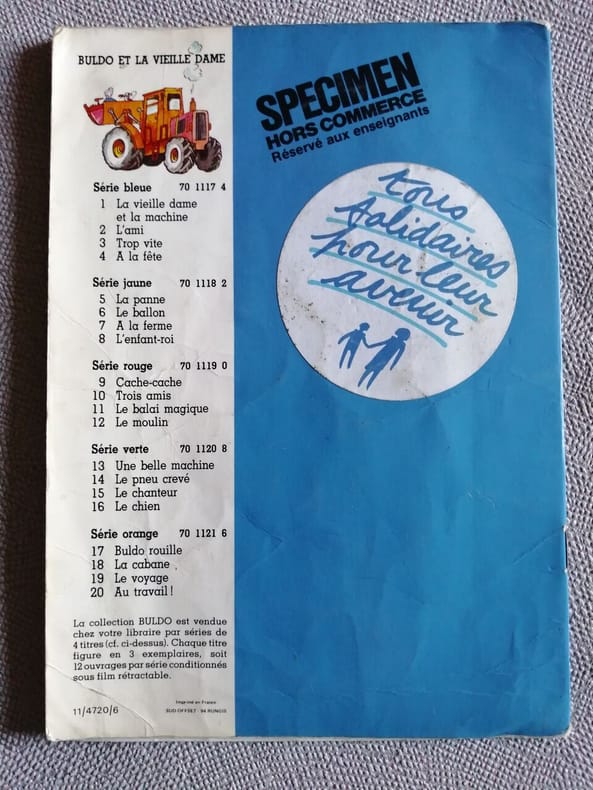 BULDO ET LA VIEILLE DAME
Série bleue 70 1117 4
1 La vieille dame
et la machine
2 L'ami
3 Trop vite
4 A la fête
Série jaune 70 1118 2
5 La panne
6 Le ballon
7 A la ferme
8 L'enfant-roi
Série rouge 70 1119 0
9 Cache-cache
10 Trois amis
11 Le balai magique
12 Le moulin
Série verte 70 1120 8
13 Une belle machine
14 Le pneu crevé
15 Le chanteur
16 Le chien
Série orange 70 1121 6
17 Buldo rouille
18 La cabane
19 Le voyage
20 Au travail !
La collection BULDO est vendue
chez votre libraire par séries de
4 titres (cf. ci-dessus). Chaque titre
figure en 3 exemplaires, soit
12 ouvrages par série conditionnés
sous film rétractable.
11/4720/6
Imprimé en France
SUD OFFSET - 94 RUNGIS
SPECIMEN
HORS COMMERCE
Réservé aux enseignants
tous
solidaires
pour leur
avenir